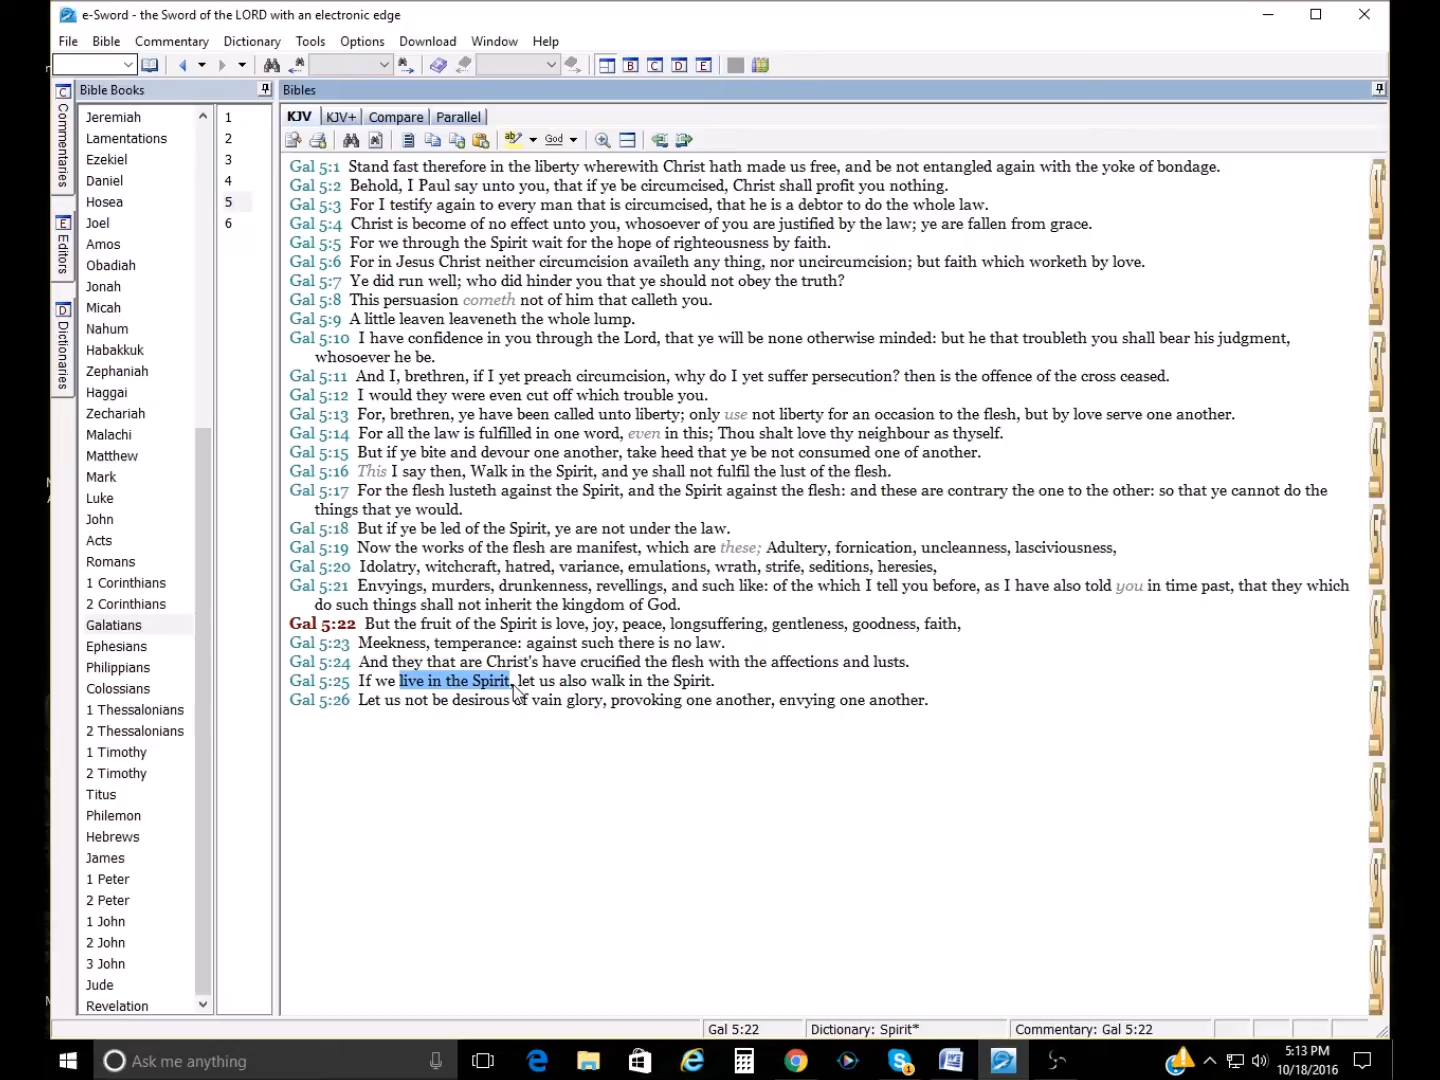 e-Sword - the Sword of the LORD with an electronic edge
File Bible Commentary Dictionary Tools Options Download Window Help
B C D E
Bible Books
Bibles
C Commentaries
E Editors
D Dictionaries
Jeremiah
Lamentations
Ezekiel
Daniel
Hosea
Joel
Amos
Obadiah
Jonah
Micah
Nahum
Habakkuk
Zephaniah
Haggai
Zechariah
Malachi
Matthew
Mark
Luke
John
Acts
Romans
1 Corinthians
2 Corinthians
Galatians
Ephesians
Philippians
Colossians
1 Thessalonians
2 Thessalonians
1 Timothy
2 Timothy
Titus
Philemon
Hebrews
James
1 Peter
2 Peter
1 John
2 John
3 John
Jude
Revelation
1
2
3
4
5
6
KJV KJV+ Compare Parallel
God
Gal 5:1 Stand fast therefore in the liberty wherewith Christ hath made us free, and be not entangled again with the yoke of bondage.
Gal 5:2 Behold, I Paul say unto you, that if ye be circumcised, Christ shall profit you nothing.
Gal 5:3 For I testify again to every man that is circumcised, that he is a debtor to do the whole law.
Gal 5:4 Christ is become of no effect unto you, whosoever of you are justified by the law; ye are fallen from grace.
Gal 5:5 For we through the Spirit wait for the hope of righteousness by faith.
Gal 5:6 For in Jesus Christ neither circumcision availeth any thing, nor uncircumcision; but faith which worketh by love.
Gal 5:7 Ye did run well; who did hinder you that ye should not obey the truth?
Gal 5:8 This persuasion cometh not of him that calleth you.
Gal 5:9 A little leaven leaveneth the whole lump.
Gal 5:10 I have confidence in you through the Lord, that ye will be none otherwise minded: but he that troubleth you shall bear his judgment,
whosoever he be.
Gal 5:11 And I, brethren, if I yet preach circumcision, why do I yet suffer persecution? then is the offence of the cross ceased.
Gal 5:12 I would they were even cut off which trouble you.
Gal 5:13 For, brethren, ye have been called unto liberty; only use not liberty for an occasion to the flesh, but by love serve one another.
Gal 5:14 For all the law is fulfilled in one word, even in this; Thou shalt love thy neighbour as thyself.
Gal 5:15 But if ye bite and devour one another, take heed that ye be not consumed one of another.
Gal 5:16 This I say then, Walk in the Spirit, and ye shall not fulfil the lust of the flesh.
Gal 5:17 For the flesh lusteth against the Spirit, and the Spirit against the flesh: and these are contrary the one to the other: so that ye cannot do the
things that ye would.
Gal 5:18 But if ye be led of the Spirit, ye are not under the law.
Gal 5:19 Now the works of the flesh are manifest, which are these; Adultery, fornication, uncleanness, lasciviousness,
Gal 5:20 Idolatry, witchcraft, hatred, variance, emulations, wrath, strife, seditions, heresies,
Gal 5:21 Envyings, murders, drunkenness, revellings, and such like: of the which I tell you before, as I have also told you in time past, that they which
do such things shall not inherit the kingdom of God.
Gal 5:22 But the fruit of the Spirit is love, joy, peace, longsuffering, gentleness, goodness, faith,
Gal 5:23 Meekness, temperance: against such there is no law.
Gal 5:24 And they that are Christ's have crucified the flesh with the affections and lusts.
Gal 5:25 If we live in the Spirit, let us also walk in the Spirit.
Gal 5:26 Let us not be desirous of vain glory, provoking one another, envying one another.
Gal 5:22 Dictionary: Spirit* Commentary: Gal 5:22
Ask me anything
5:13 PM
10/18/2016